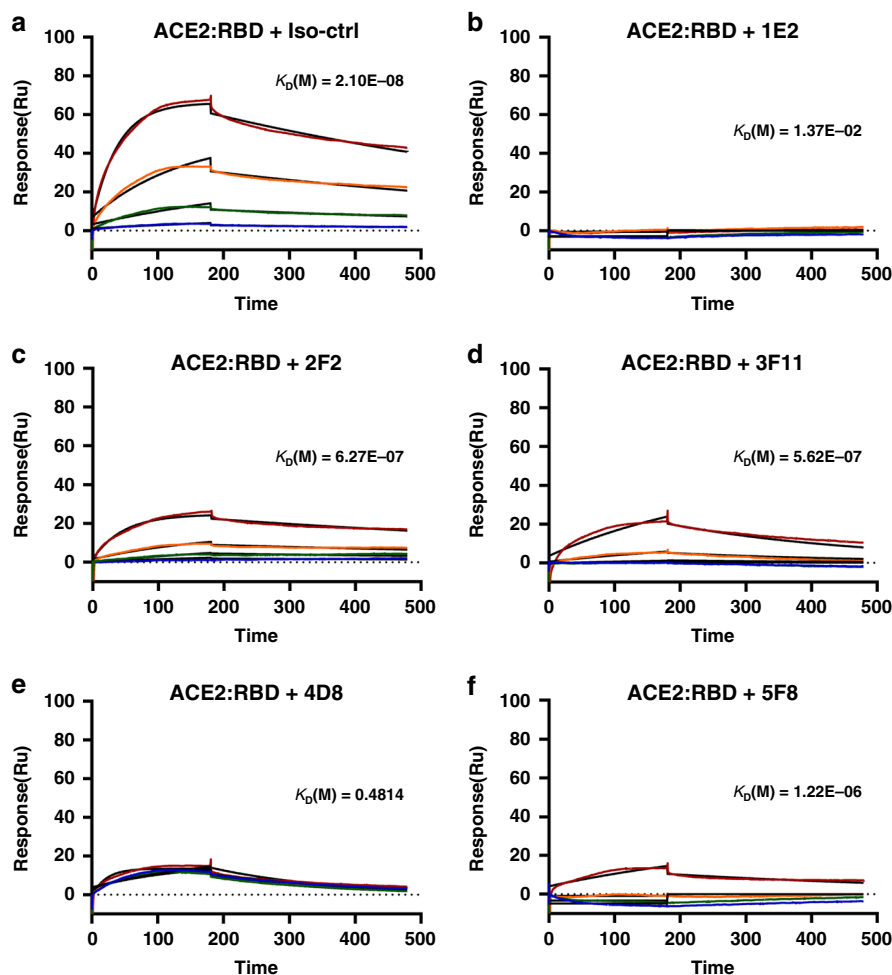 a
ACE2:RBD + Iso-ctrl
K_D(M) = 2.10E–08
Response(Ru)
100
80
60
40
20
0
0 100 200 300 400 500
Time
b
ACE2:RBD + 1E2
K_D(M) = 1.37E–02
Response(Ru)
100
80
60
40
20
0
0 100 200 300 400 500
Time
c
ACE2:RBD + 2F2
K_D(M) = 6.27E–07
Response(Ru)
100
80
60
40
20
0
0 100 200 300 400 500
Time
d
ACE2:RBD + 3F11
K_D(M) = 5.62E–07
Response(Ru)
100
80
60
40
20
0
0 100 200 300 400 500
Time
e
ACE2:RBD + 4D8
K_D(M) = 0.4814
Response(Ru)
100
80
60
40
20
0
0 100 200 300 400 500
Time
f
ACE2:RBD + 5F8
K_D(M) = 1.22E–06
Response(Ru)
100
80
60
40
20
0
0 100 200 300 400 500
Time